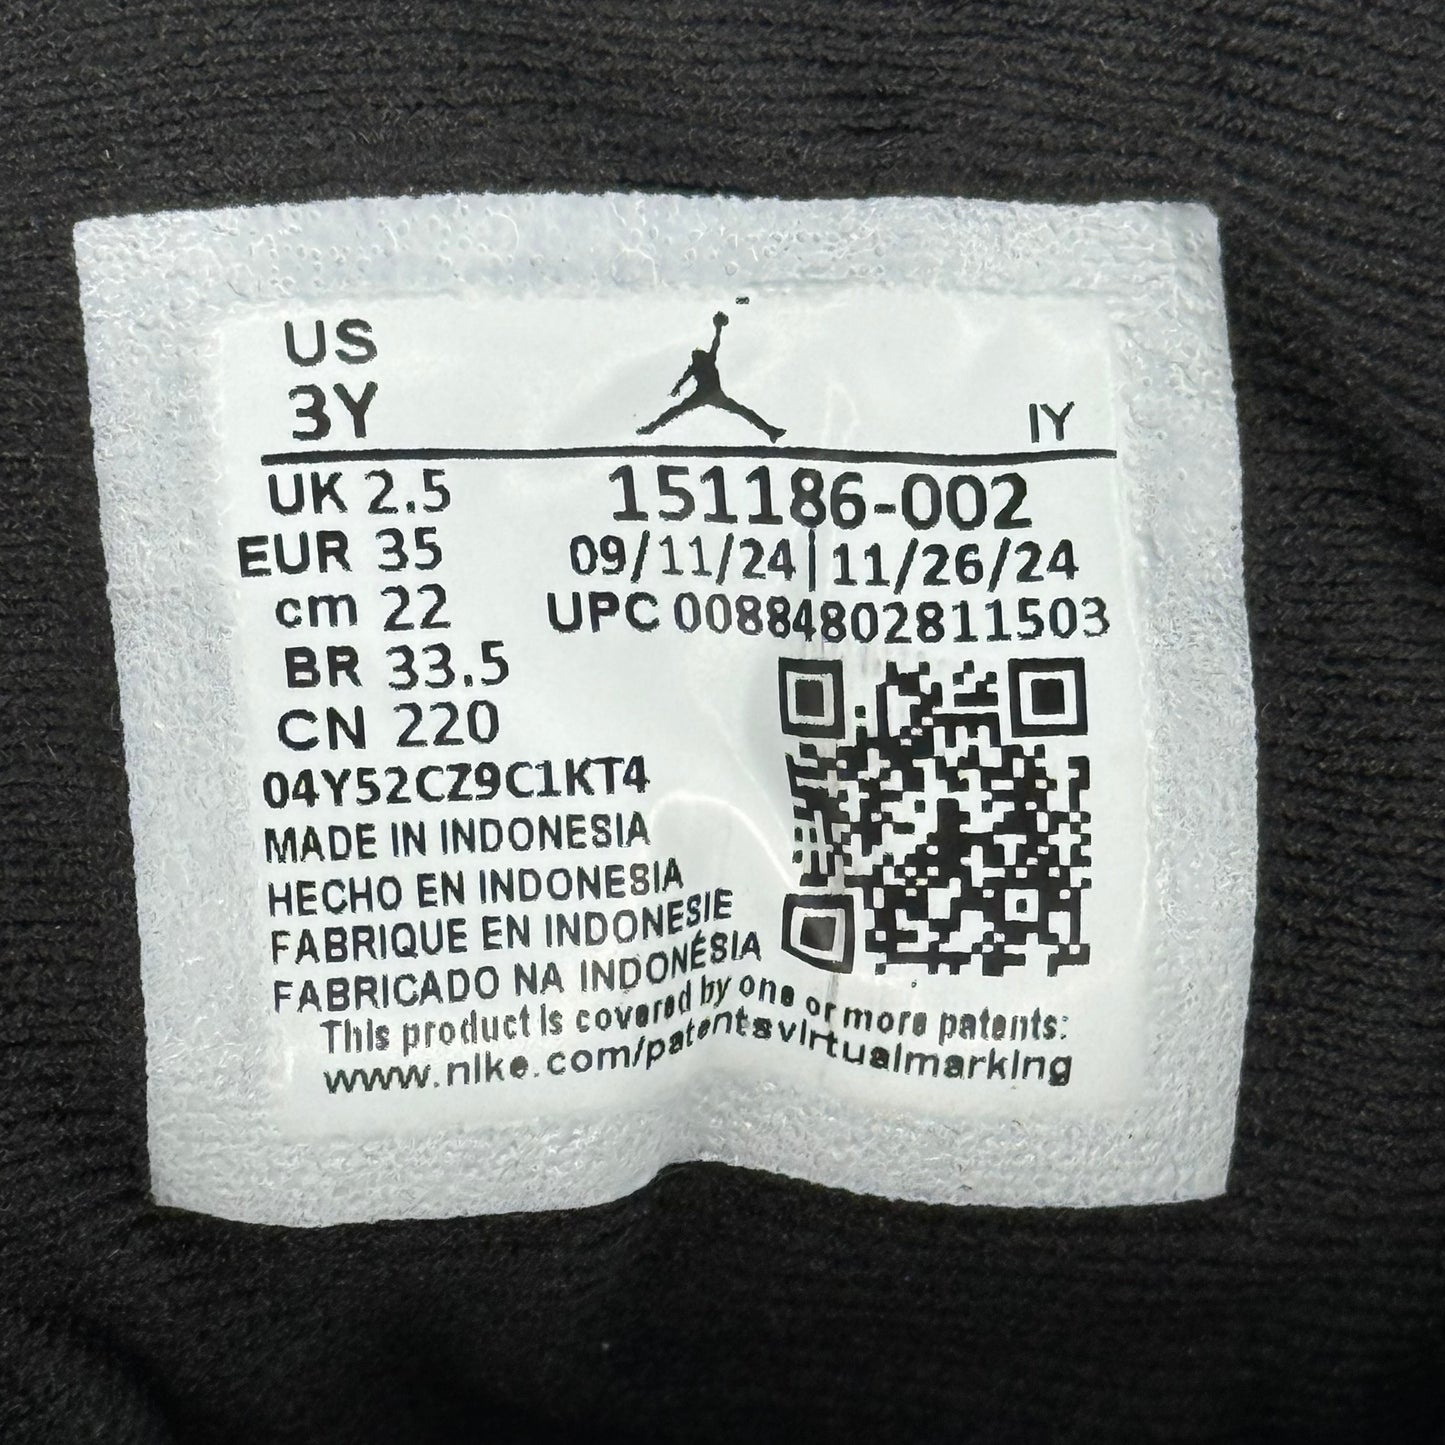 US
3Y
IY
UK 2.5
151186-002
EUR 35
09/11/24|11/26/24
cm 22
UPC 00884802811503
BR 33.5
CN 220
04Y52CZ9C1KT4
MADE IN INDONESIA
HECHO EN INDONESIA
FABRIQUE EN INDONESIE
FABRICADO NA INDONÉSIA
This product is covered by one or more patents:
www.nike.com/patentsvirtualmarking